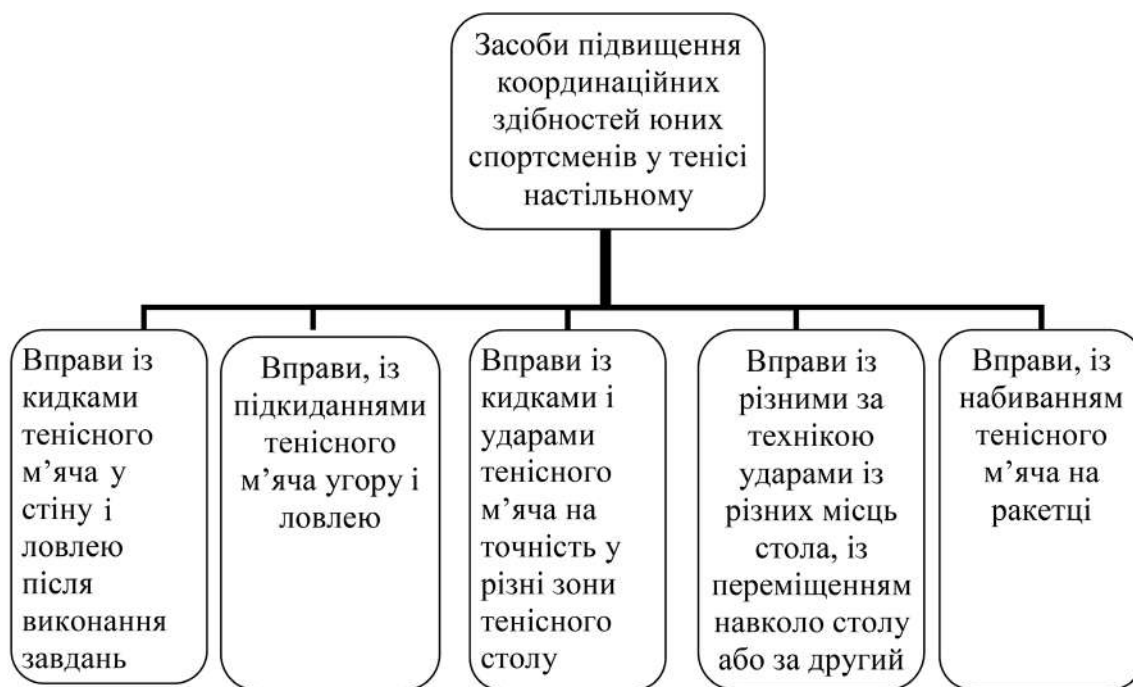 Засоби підвищення
координаційних
здібностей юних
спортсменів у тенісі
настільному
Вправи із
кидками
тенісного
м’яча у
стіну і
ловлею
після
виконання
завдань
Вправи, із
підкиданнями
тенісного
м’яча угору і
ловлею
Вправи із
кидками і
ударами
тенісного
м’яча на
точність у
різні зони
тенісного
столу
Вправи із
різними за
технікою
ударами із
різних місць
стола, із
переміщенням
навколо столу
або за другий
Вправи, із
набиванням
тенісного
м’яча на
ракетці